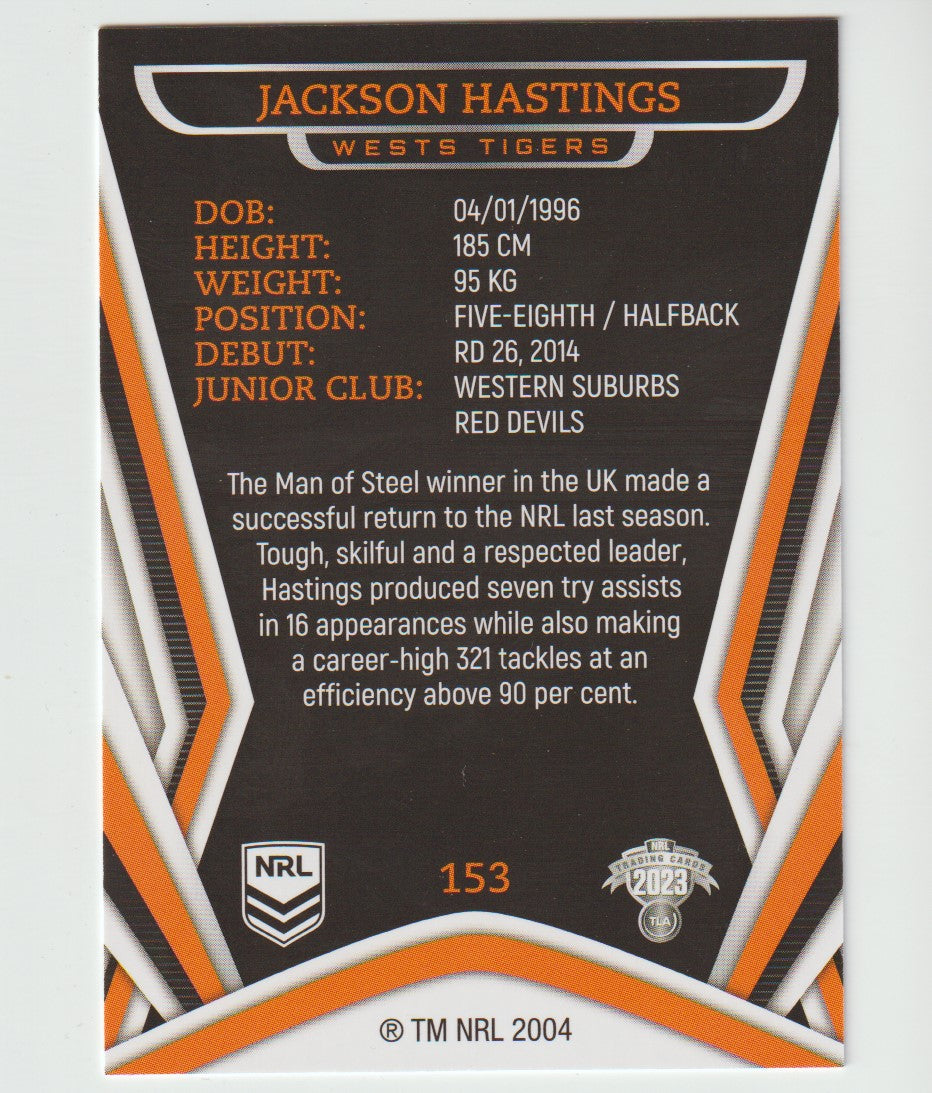 JACKSON HASTINGS
WESTS TIGERS
DOB: 04/01/1996
HEIGHT: 185 CM
WEIGHT: 95 KG
POSITION: FIVE-EIGHTH / HALFBACK
DEBUT: RD 26, 2014
JUNIOR CLUB: WESTERN SUBURBS
RED DEVILS
The Man of Steel winner in the UK made a
successful return to the NRL last season.
Tough, skilful and a respected leader,
Hastings produced seven try assists
in 16 appearances while also making
a career-high 321 tackles at an
efficiency above 90 per cent.
NRL
153
NRL
TRADING CARDS
2023
TLA
® TM NRL 2004